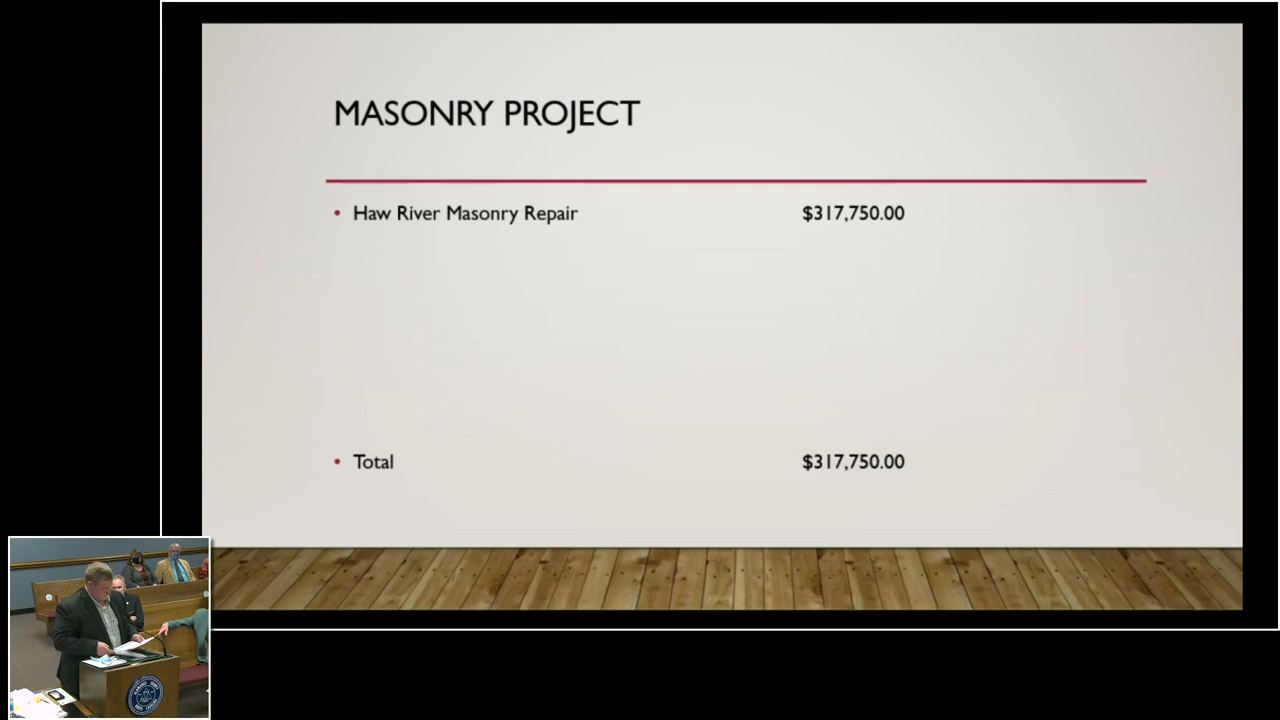 MASONRY PROJECT
• Haw River Masonry Repair $317,750.00
• Total $317,750.00